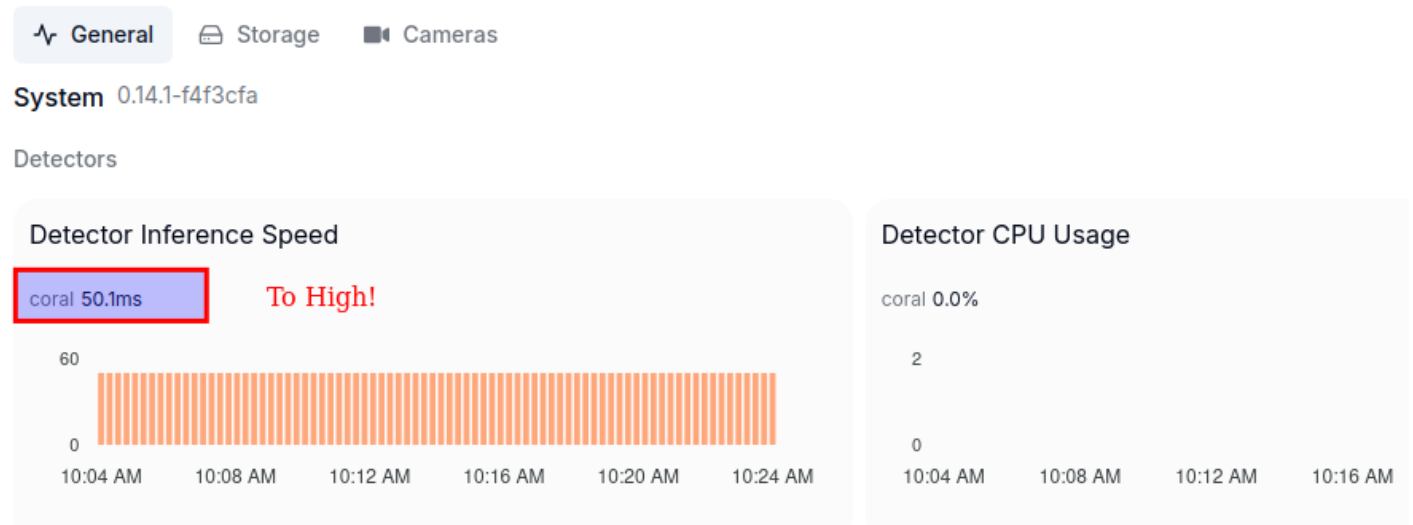 General Storage Cameras
System 0.14.1-f4f3cfa
Detectors
Detector Inference Speed
coral 50.1ms
To High!
60
0
10:04 AM 10:08 AM 10:12 AM 10:16 AM 10:20 AM 10:24 AM
Detector CPU Usage
coral 0.0%
2
0
10:04 AM 10:08 AM 10:12 AM 10:16 AM